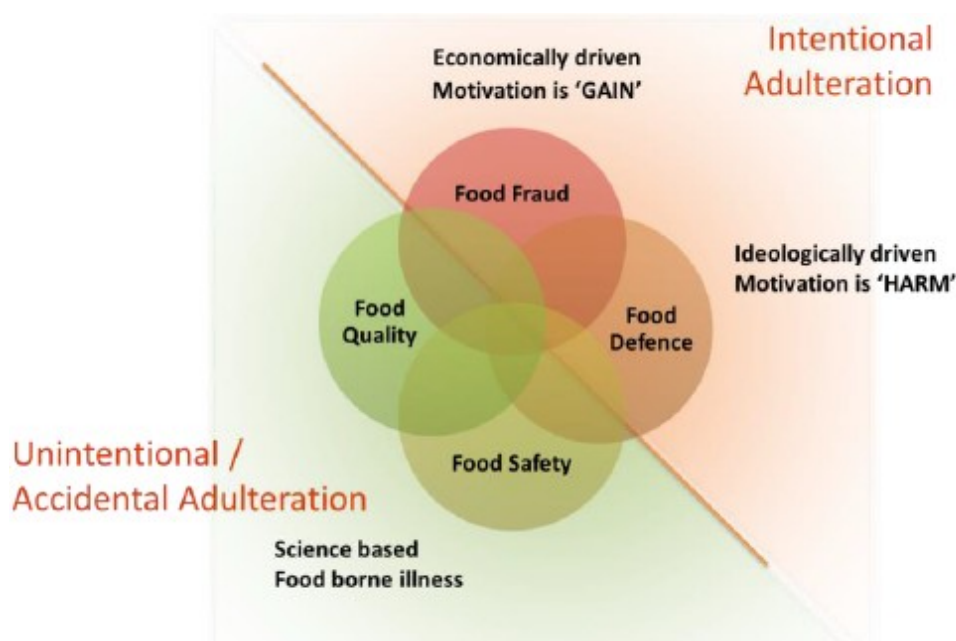 Economically driven
Motivation is ‘GAIN’
Intentional
Adulteration
Food Fraud
Ideologically driven
Motivation is ‘HARM’
Food
Quality
Food
Defence
Food Safety
Unintentional /
Accidental Adulteration
Science based
Food borne illness